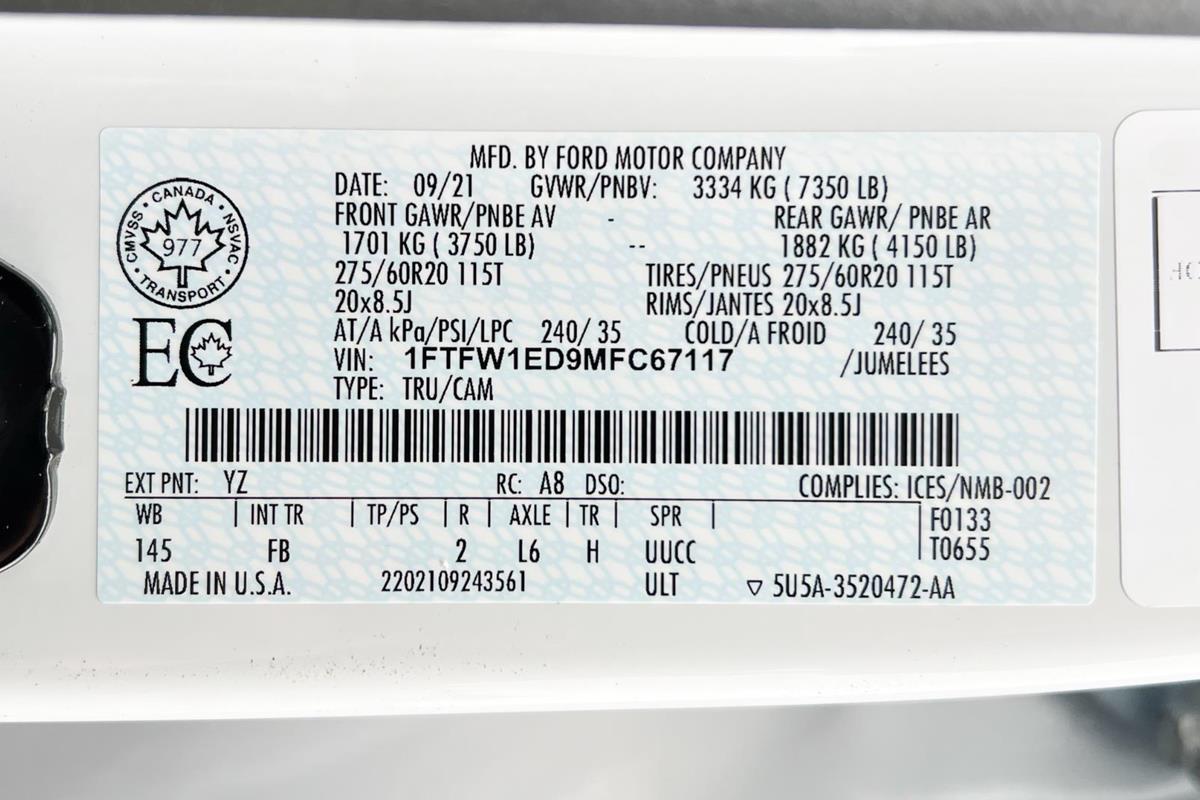 MFD. BY FORD MOTOR COMPANY
DATE: 09/21 GVWR/PNBV: 3334 KG ( 7350 LB)
FRONT GAWR/PNBE AV - REAR GAWR/ PNBE AR
1701 KG ( 3750 LB) -- 1882 KG ( 4150 LB)
275/60R20 115T TIRES/PNEUS 275/60R20 115T
20x8.5J RIMS/JANTES 20x8.5J
AT/A kPa/PSI/LPC 240/ 35 COLD/A FROID 240/ 35
VIN: 1FTFW1ED9MFC67117 /JUMELEES
TYPE: TRU/CAM
CMVSS • CANADA • NSVAC • TRANSPORT •
977
EC
EXT PNT: YZ RC: A8 DSO: COMPLIES: ICES/NMB-002
WB | INT TR | TP/PS | R | AXLE | TR | SPR | F0133
145 FB 2 L6 H UUCC T0655
MADE IN U.S.A. 2202109243561 ULT ▽ 5U5A-3520472-AA